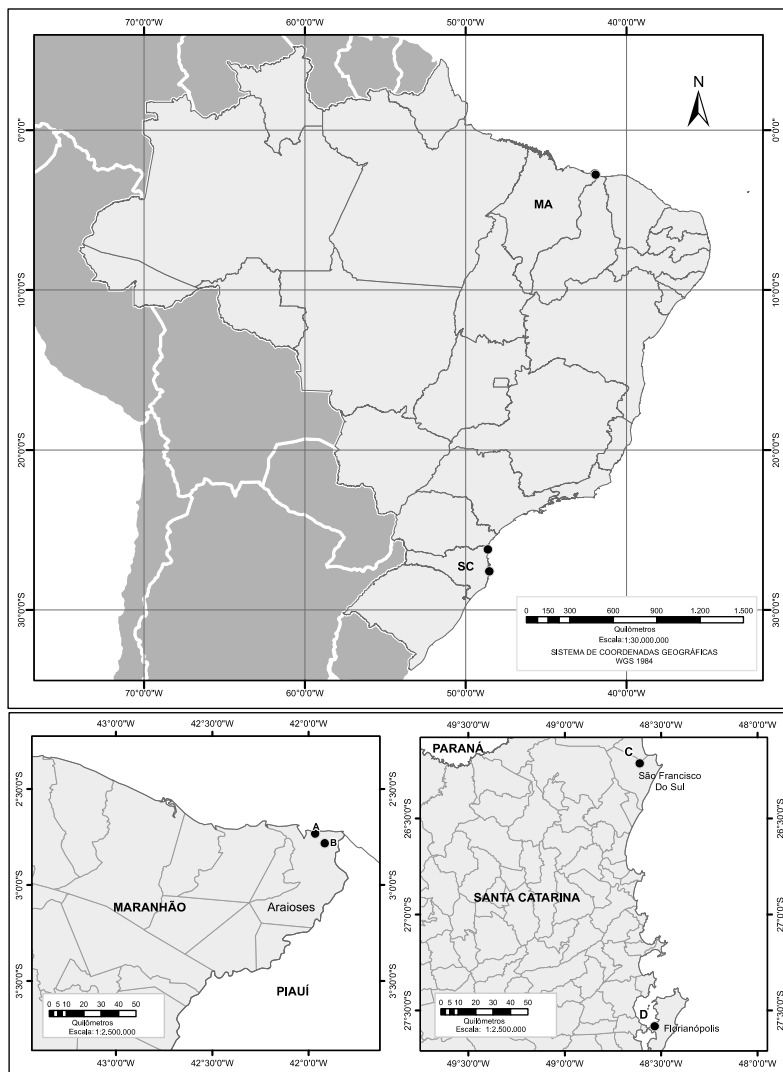 70°0'0"W 60°0'0"W 50°0'0"W 40°0'0"W
N
0°0'0" 0°0'0"
MA
10°0'0"S 10°0'0"S
20°0'0"S 20°0'0"S
SC
30°0'0"S 30°0'0"S
0 150 300 600 900 1.200 1.500
Quilômetros
Escala:1:30.000.000
SISTEMA DE COORDENADAS GEOGRÁFICAS
WGS 1984
70°0'0"W 60°0'0"W 50°0'0"W 40°0'0"W
43°0'0"W 42°30'0"W 42°0'0"W
2°30'0"S 2°30'0"S
A
B
3°0'0"S 3°0'0"S
MARANHÃO
Araioses
3°30'0"S 3°30'0"S
PIAUÍ
0 5 10 20 30 40 50
Quilômetros
Escala: 1:2.500.000
43°0'0"W 42°30'0"W 42°0'0"W
49°30'0"W 49°0'0"W 48°30'0"W 48°0'0"W
PARANÁ
C
São Francisco
Do Sul
26°30'0"S 26°30'0"S
SANTA CATARINA
27°0'0"S 27°0'0"S
27°30'0"S 27°30'0"S
D
Florianópolis
0 5 10 20 30 40 50
Quilômetros
Escala: 1:2.500.000
49°30'0"W 49°0'0"W 48°30'0"W 48°0'0"W